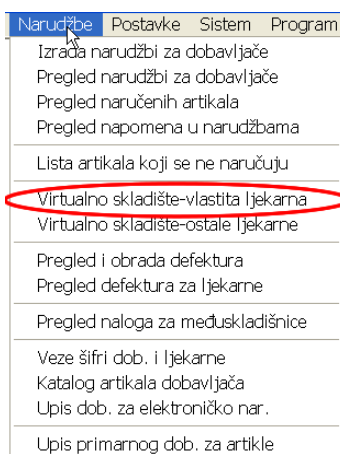 Narudžbe Postavke Sistem Program
Izrada narudžbi za dobavljače
Pregled narudžbi za dobavljače
Pregled naručenih artikala
Pregled napomena u narudžbama
Lista artikala koji se ne naručuju
Virtualno skladište-vlastita ljekarna
Virtualno skladište-ostale ljekarne
Pregled i obrada defektura
Pregled defektura za ljekarne
Pregled naloga za međuskladišnice
Veze šifri dob. i ljekarne
Katalog artikala dobavljača
Upis dob. za elektroničko nar.
Upis primarnog dob. za artikle